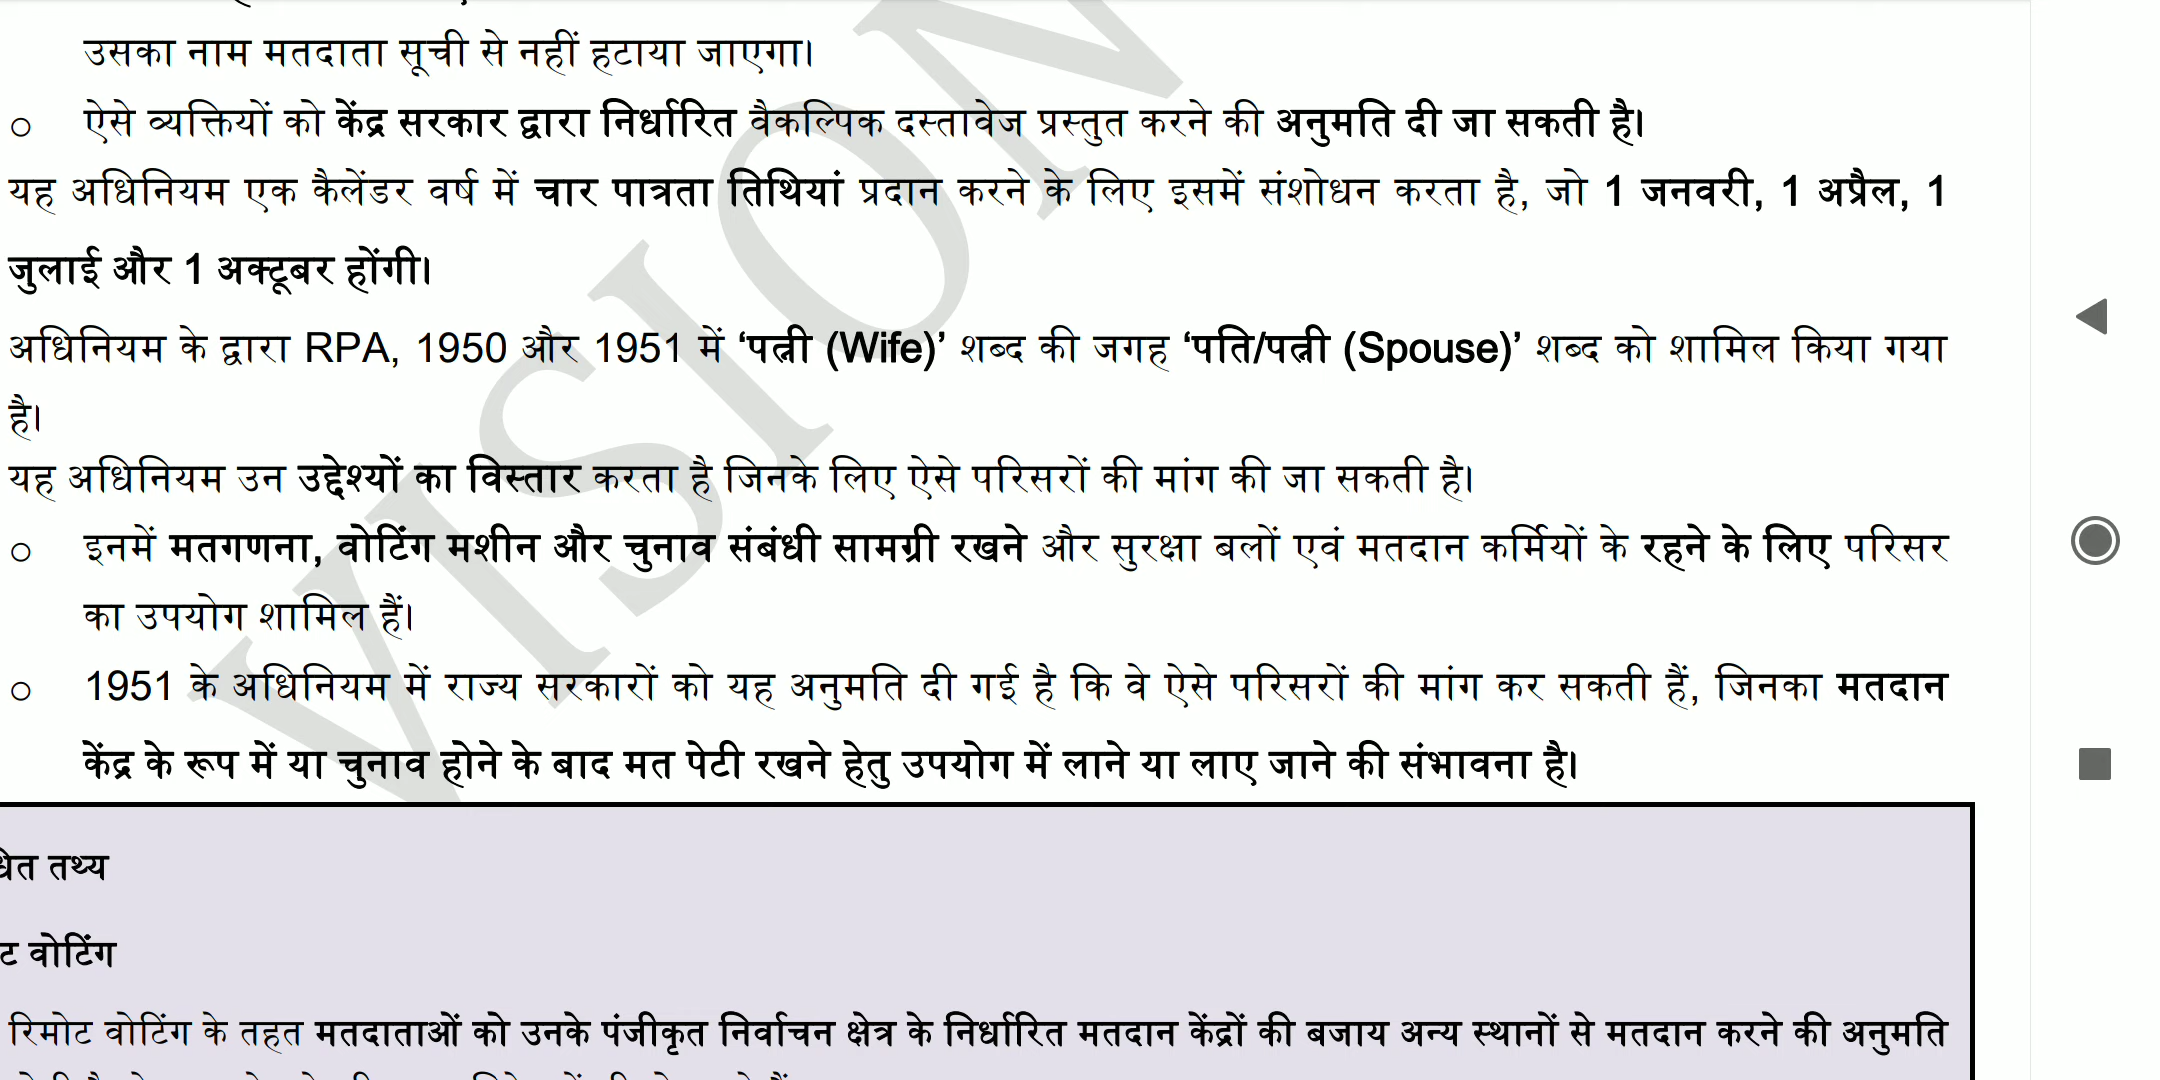 उसका नाम मतदाता सूची से नहीं हटाया जाएगा।
○ ऐसे व्यक्तियों को केंद्र सरकार द्वारा निर्धारित वैकल्पिक दस्तावेज प्रस्तुत करने की अनुमति दी जा सकती है।
यह अधिनियम एक कैलेंडर वर्ष में चार पात्रता तिथियां प्रदान करने के लिए इसमें संशोधन करता है, जो 1 जनवरी, 1 अप्रैल, 1
जुलाई और 1 अक्टूबर होंगी।
अधिनियम के द्वारा RPA, 1950 और 1951 में ‘पत्नी (Wife)’ शब्द की जगह ‘पति/पत्नी (Spouse)’ शब्द को शामिल किया गया
है।
यह अधिनियम उन उद्देश्यों का विस्तार करता है जिनके लिए ऐसे परिसरों की मांग की जा सकती है।
○ इनमें मतगणना, वोटिंग मशीन और चुनाव संबंधी सामग्री रखने और सुरक्षा बलों एवं मतदान कर्मियों के रहने के लिए परिसर
का उपयोग शामिल हैं।
○ 1951 के अधिनियम में राज्य सरकारों को यह अनुमति दी गई है कि वे ऐसे परिसरों की मांग कर सकती हैं, जिनका मतदान
केंद्र के रूप में या चुनाव होने के बाद मत पेटी रखने हेतु उपयोग में लाने या लाए जाने की संभावना है।
तथ्य
वोटिंग
रिमोट वोटिंग के तहत मतदाताओं को उनके पंजीकृत निर्वाचन क्षेत्र के निर्धारित मतदान केंद्रों की बजाय अन्य स्थानों से मतदान करने की अनुमति
VISION